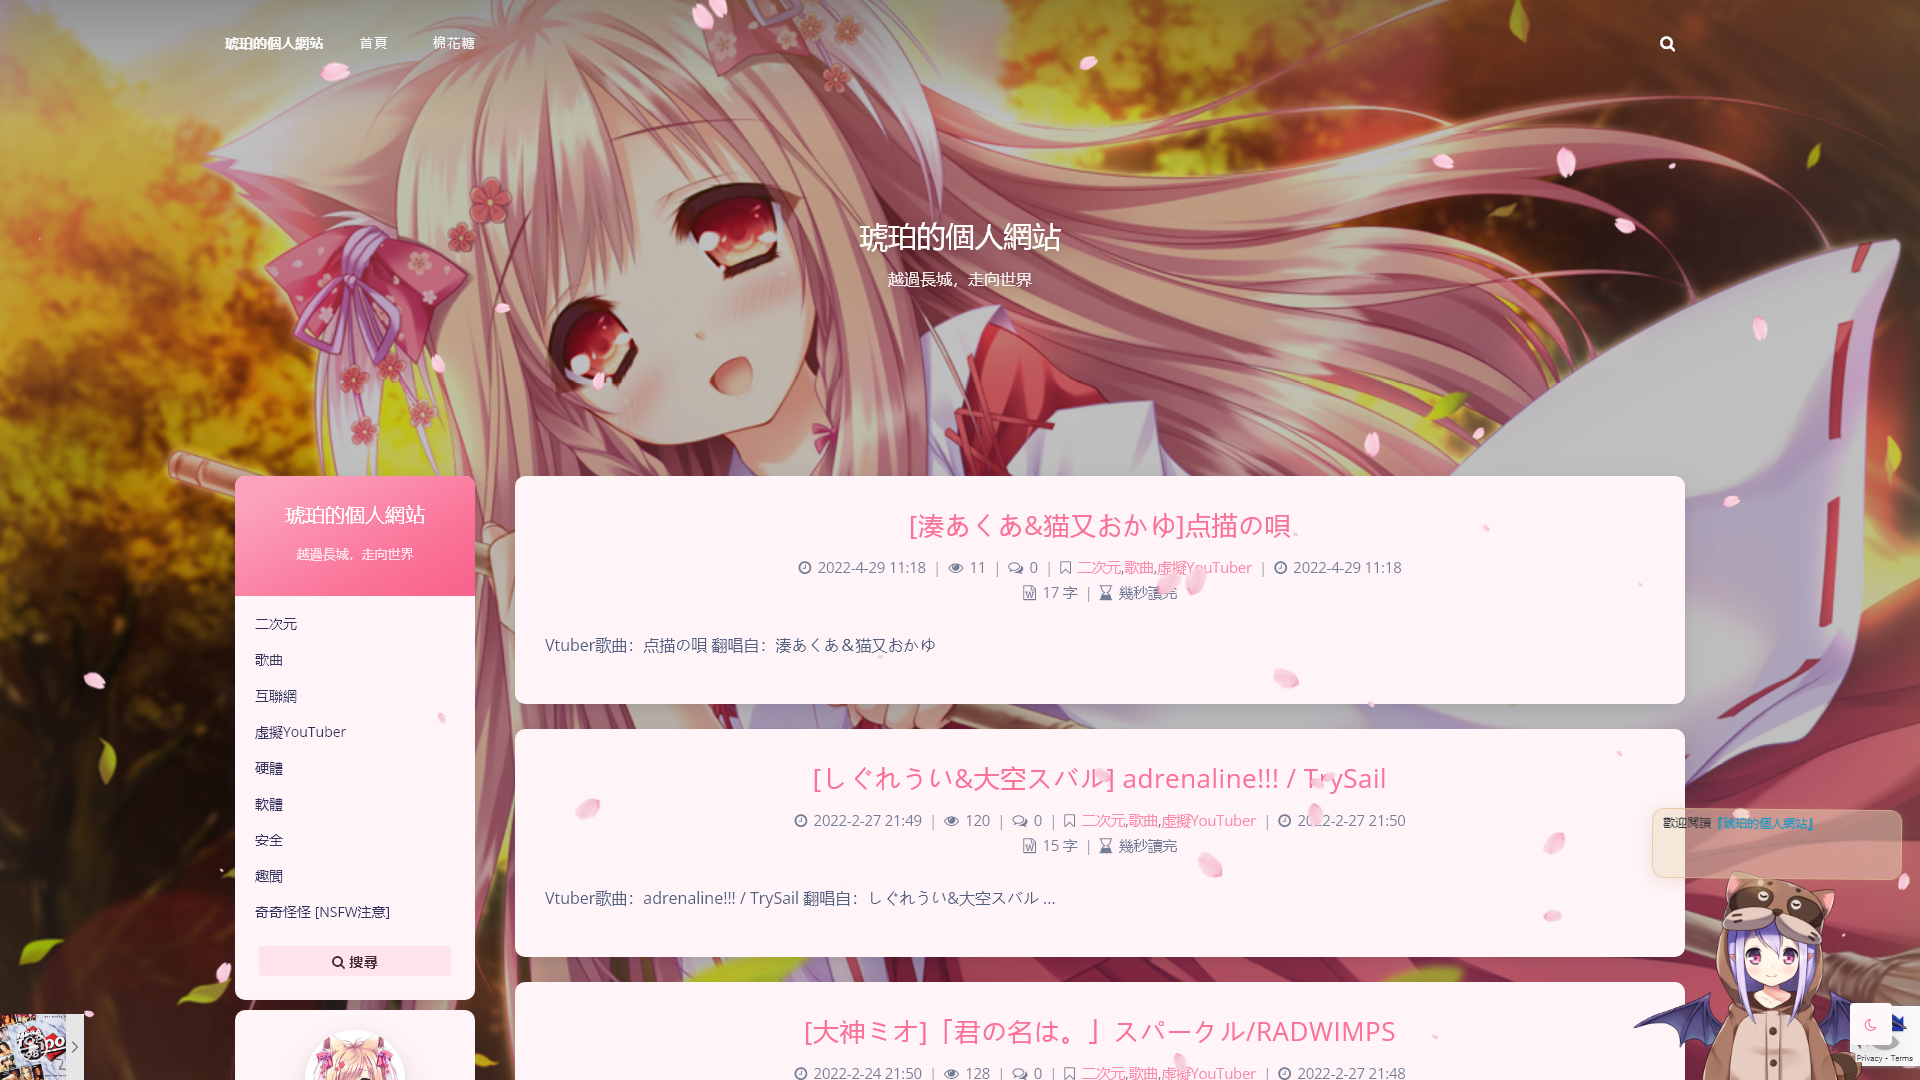 琥珀的個人網站 首頁 棉花糖
琥珀的個人網站
越過長城，走向世界
琥珀的個人網站
越過長城，走向世界
二次元
歌曲
互聯網
虛擬YouTuber
硬體
軟體
安全
趣聞
奇奇怪怪 [NSFW注意]
搜尋
[湊あくあ&猫又おかゆ]点描の唄
2022-4-29 11:18 | 11 | 0 | 二次元,歌曲,虛擬YouTuber | 2022-4-29 11:18
17 字 | 幾秒讀完
Vtuber歌曲：点描の唄 翻唱自：湊あくあ＆猫又おかゆ
[しぐれうい&大空スバル] adrenaline!!! / TrySail
2022-2-27 21:49 | 120 | 0 | 二次元,歌曲,虛擬YouTuber | 2022-2-27 21:50
15 字 | 幾秒讀完
Vtuber歌曲：adrenaline!!! / TrySail 翻唱自：しぐれうい&大空スバル ...
[大神ミオ]「君の名は。」スパークル/RADWIMPS
2022-2-24 21:50 | 128 | 0 | 二次元,歌曲,虛擬YouTuber | 2022-2-27 21:48
歡迎閱讀『琥珀的個人網站』
Privacy - Terms